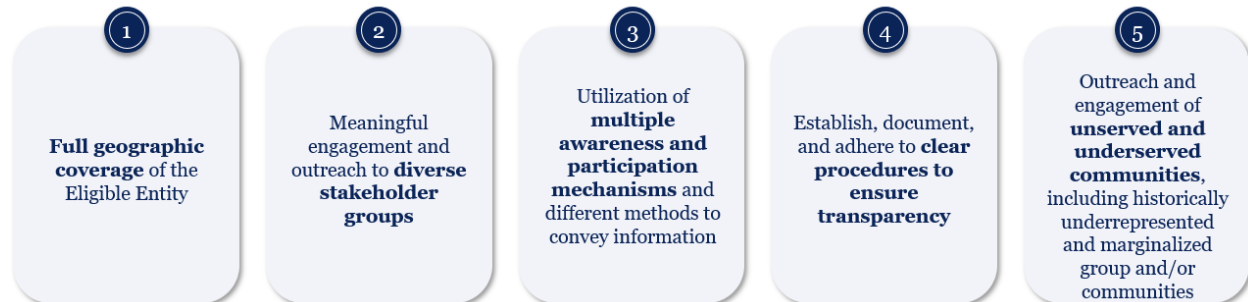 1
Full geographic
coverage of the
Eligible Entity
2
Meaningful
engagement and
outreach to diverse
stakeholder
groups
3
Utilization of
multiple
awareness and
participation
mechanisms and
different methods to
convey information
4
Establish, document,
and adhere to clear
procedures to
ensure
transparency
5
Outreach and
engagement of
unserved and
underserved
communities,
including historically
underrepresented
and marginalized
group and/or
communities